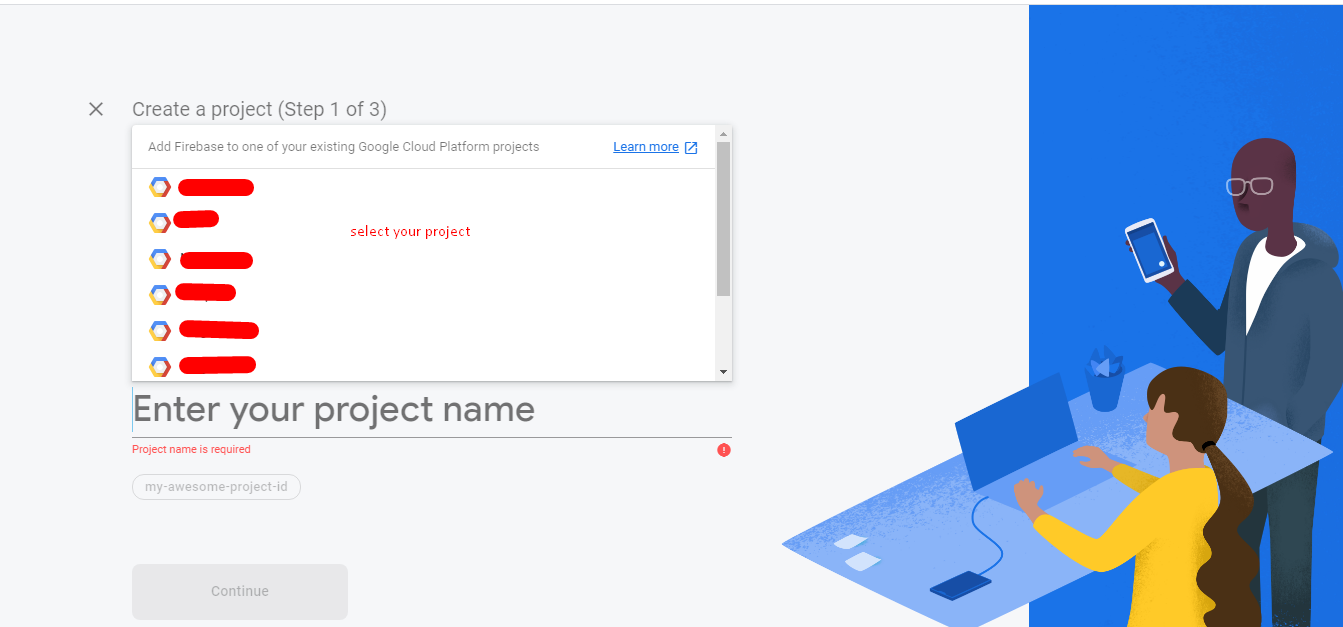 Create a project (Step 1 of 3)
Add Firebase to one of your existing Google Cloud Platform projects Learn more
select your project
Enter your project name
Project name is required
my-awesome-project-id
Continue